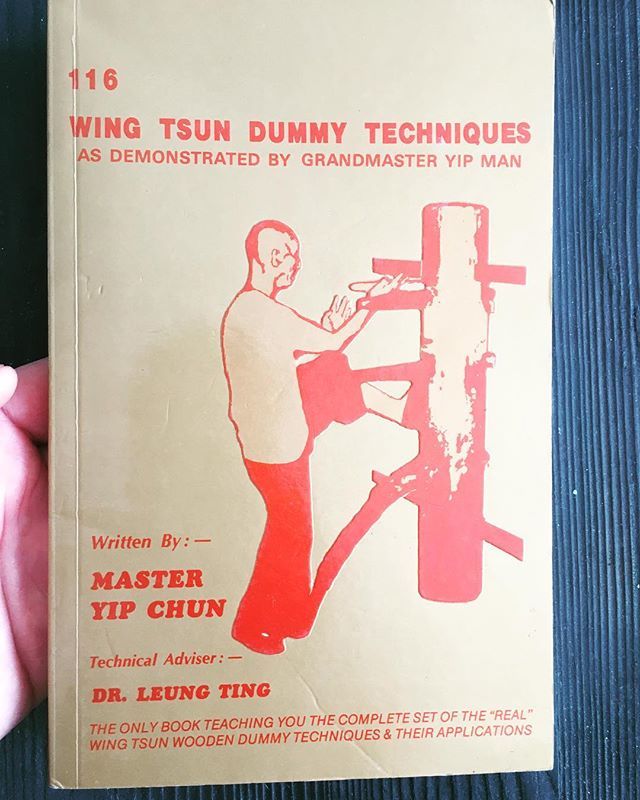 116
WING TSUN DUMMY TECHNIQUES
AS DEMONSTRATED BY GRANDMASTER YIP MAN
Written By:—
MASTER
YIP CHUN
Technical Adviser:—
DR. LEUNG TING
THE ONLY BOOK TEACHING YOU THE COMPLETE SET OF THE "REAL"
WING TSUN WOODEN DUMMY TECHNIQUES & THEIR APPLICATIONS